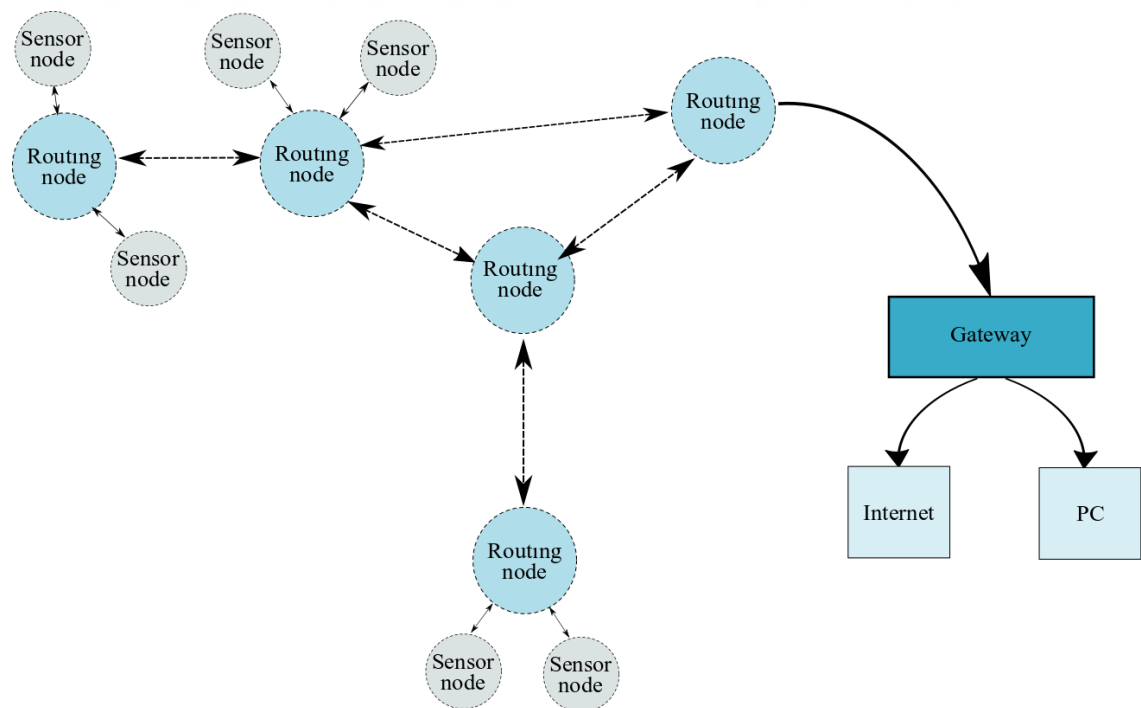 Sensor
node
Sensor
node
Sensor
node
Routıng
node
Routıng
node
Routıng
node
Sensor
node
Routıng
node
Gateway
Internet
PC
Routıng
node
Sensor
node
Sensor
node